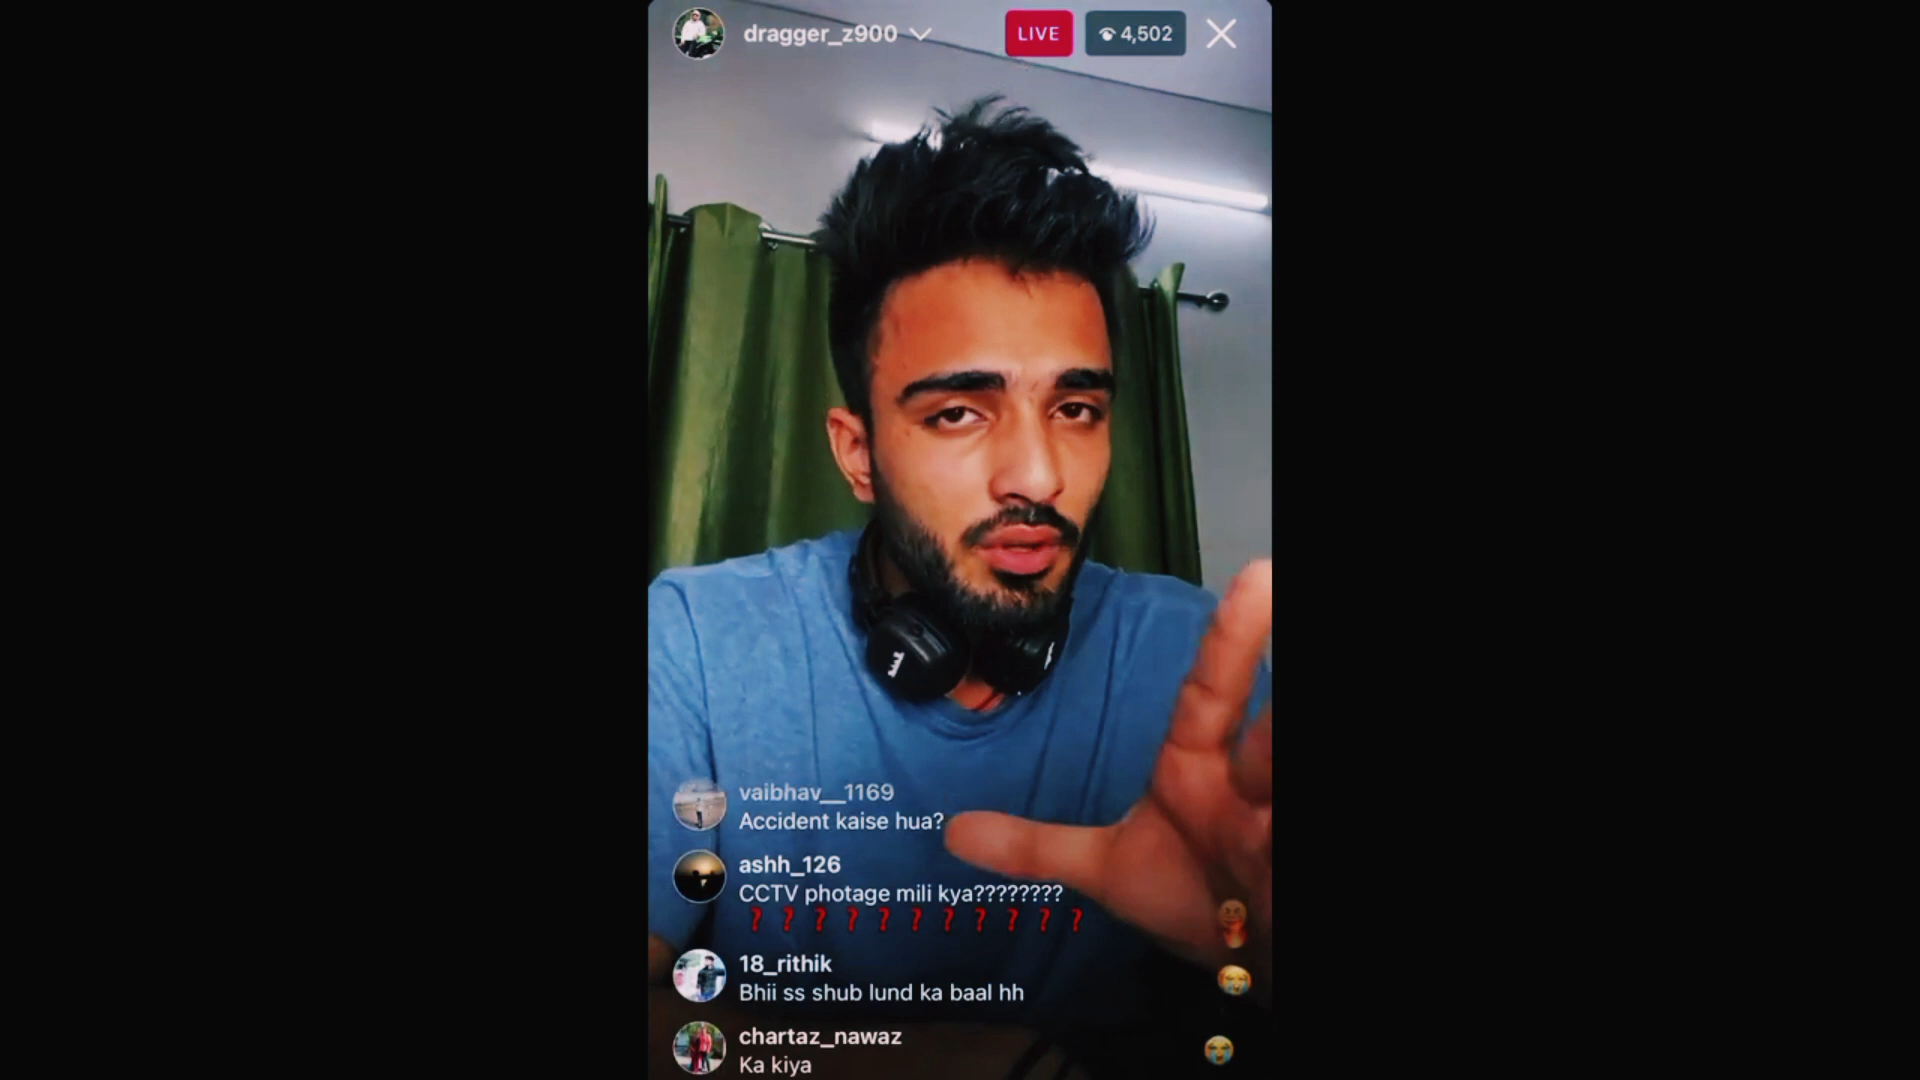 dragger_z900
LIVE
4,502
vaibhav__1169
Accident kaise hua?
ashh_126
CCTV photage mili kya????????
❓❓❓❓❓❓❓❓❓❓❓
18_rithik
Bhii ss shub lund ka baal hh
chartaz_nawaz
Ka kiya